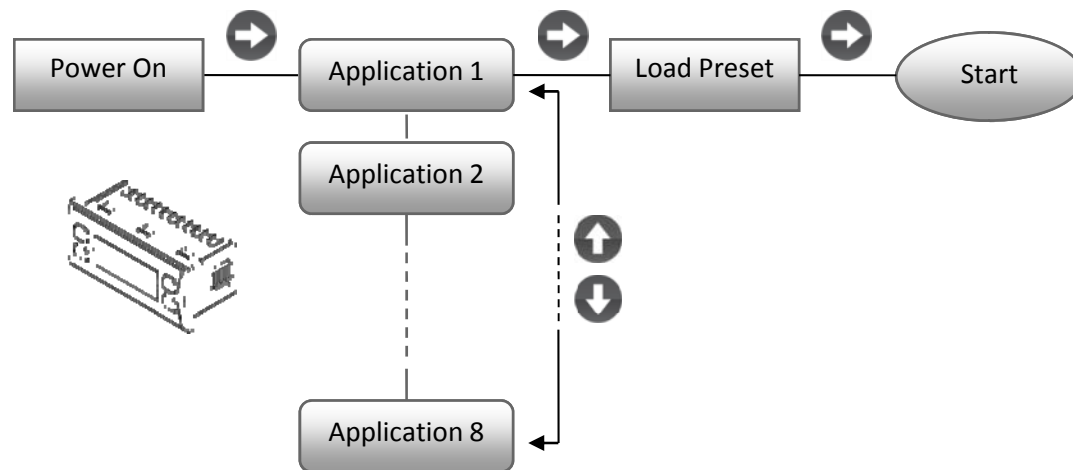 Power On
Application 1
Load Preset
Start
Application 2
Application 8